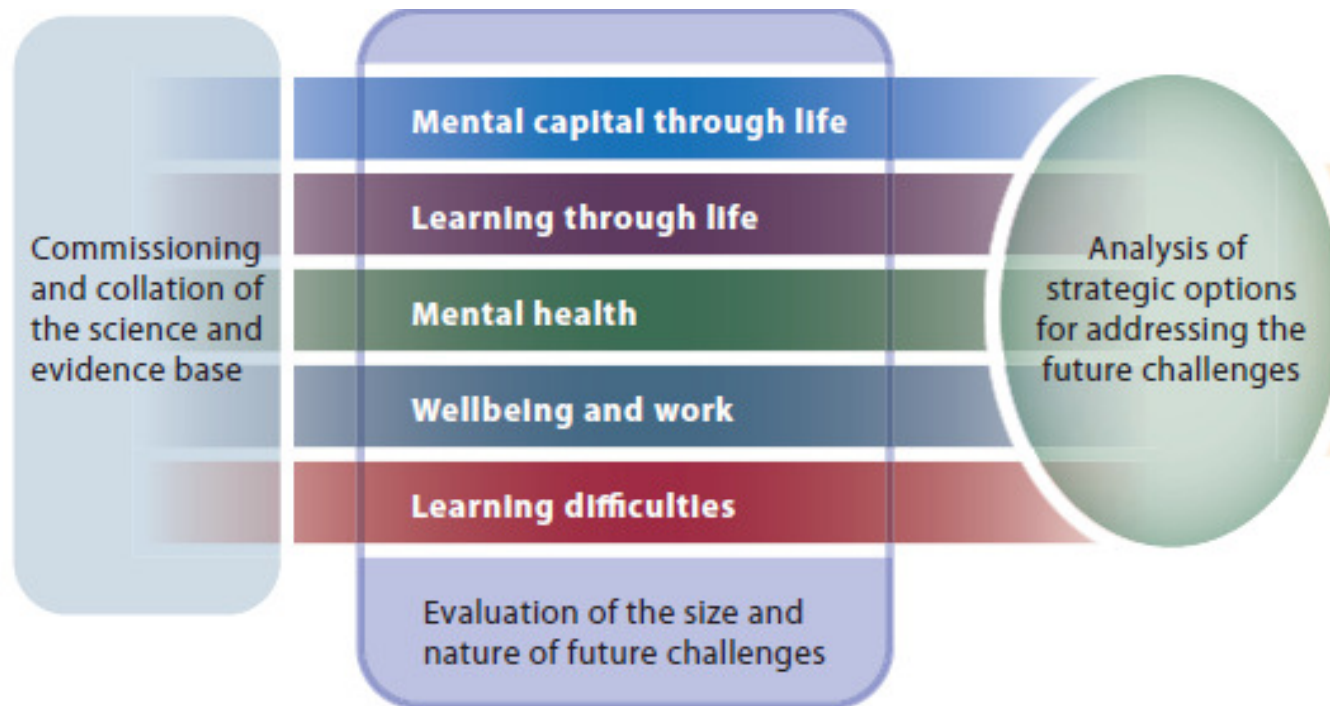 Commissioning
and collation of
the science and
evidence base
Mental capital through life
Learning through life
Mental health
Wellbeing and work
Learning difficulties
Evaluation of the size and
nature of future challenges
Analysis of
strategic options
for addressing the
future challenges